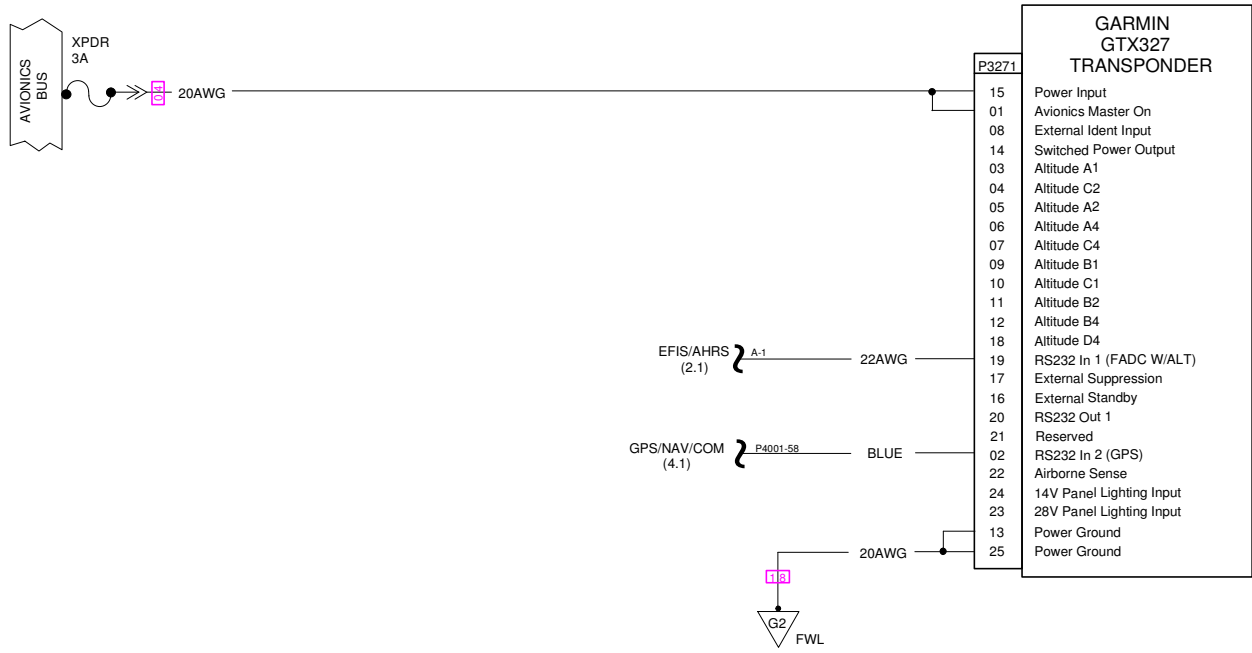 GARMIN
GTX327
TRANSPONDER
XPDR
3A
AVIONICS
BUS
0.4
20AWG
P3271
15 Power Input
01 Avionics Master On
08 External Ident Input
14 Switched Power Output
03 Altitude A1
04 Altitude C2
05 Altitude A2
06 Altitude A4
07 Altitude C4
09 Altitude B1
10 Altitude C1
11 Altitude B2
12 Altitude B4
18 Altitude D4
EFIS/AHRS
(2.1)
A-1
22AWG
19 RS232 In 1 (FADC W/ALT)
17 External Suppression
16 External Standby
20 RS232 Out 1
21 Reserved
GPS/NAV/COM
(4.1)
P4001-58
BLUE
02 RS232 In 2 (GPS)
22 Airborne Sense
24 14V Panel Lighting Input
23 28V Panel Lighting Input
13 Power Ground
20AWG
25 Power Ground
1.8
G2
FWL